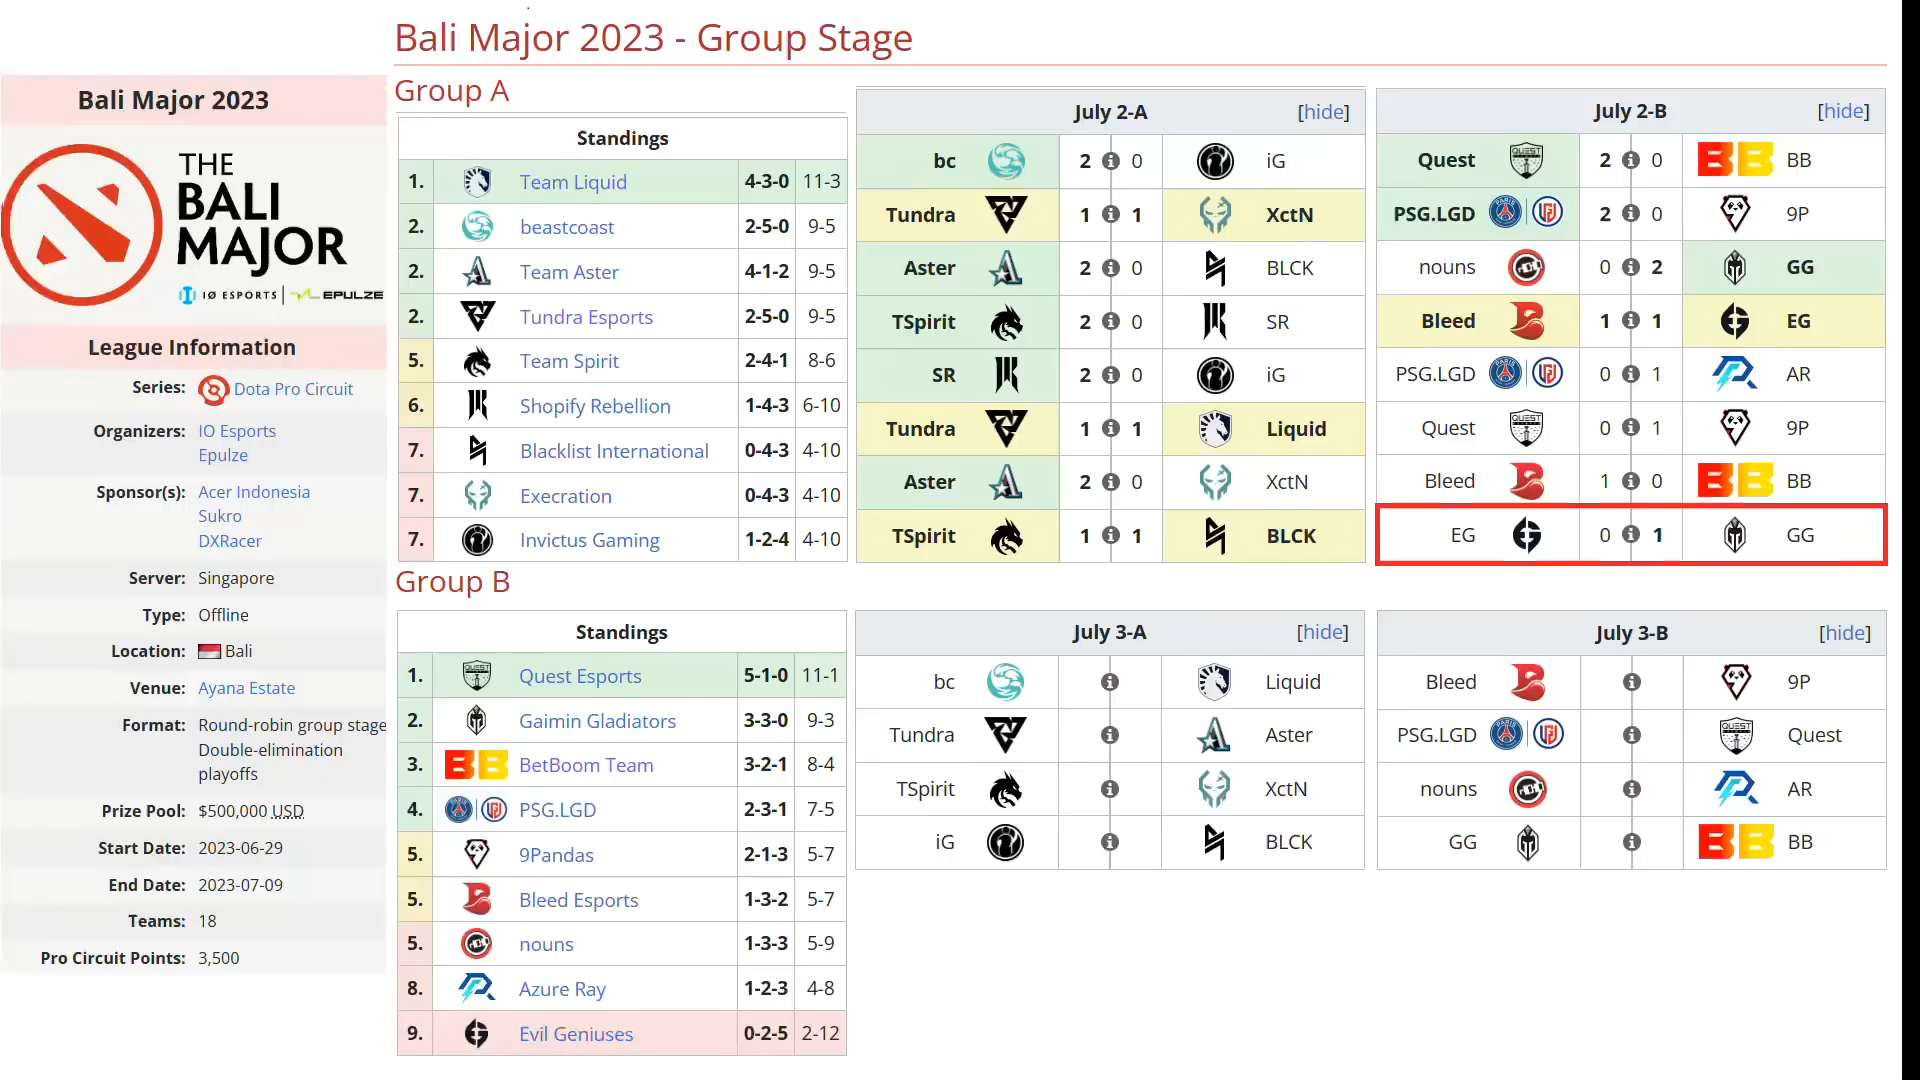 Bali Major 2023 - Group Stage
Bali Major 2023
THE
BALI
MAJOR
IO ESPORTS | EPULZE
League Information
Series: Dota Pro Circuit
Organizers: IO Esports
Epulze
Sponsor(s): Acer Indonesia
Sukro
DXRacer
Server: Singapore
Type: Offline
Location: Bali
Venue: Ayana Estate
Format: Round-robin group stage
Double-elimination
playoffs
Prize Pool: $500,000 USD
Start Date: 2023-06-29
End Date: 2023-07-09
Teams: 18
Pro Circuit Points: 3,500
Group A
Standings
1. Team Liquid 4-3-0 11-3
2. beastcoast 2-5-0 9-5
2. Team Aster 4-1-2 9-5
2. Tundra Esports 2-5-0 9-5
5. Team Spirit 2-4-1 8-6
6. Shopify Rebellion 1-4-3 6-10
7. Blacklist International 0-4-3 4-10
7. Execration 0-4-3 4-10
7. Invictus Gaming 1-2-4 4-10
July 2-A [hide]
bc 2 0 iG
Tundra 1 1 XctN
Aster 2 0 BLCK
TSpirit 2 0 SR
SR 2 0 iG
Tundra 1 1 Liquid
Aster 2 0 XctN
TSpirit 1 1 BLCK
July 2-B [hide]
Quest QUEST 2 0 BB BB
PSG.LGD PARIS 2 0 9P
nouns 0 2 GG
Bleed 1 1 EG
PSG.LGD PARIS 0 1 AR
Quest QUEST 0 1 9P
Bleed 1 0 BB BB
EG 0 1 GG
Group B
Standings
1. QUEST Quest Esports 5-1-0 11-1
2. Gaimin Gladiators 3-3-0 9-3
3. BB BetBoom Team 3-2-1 8-4
4. PSG.LGD 2-3-1 7-5
5. 9Pandas 2-1-3 5-7
5. Bleed Esports 1-3-2 5-7
5. nouns 1-3-3 5-9
8. Azure Ray 1-2-3 4-8
9. Evil Geniuses 0-2-5 2-12
July 3-A [hide]
bc Liquid
Tundra Aster
TSpirit XctN
iG BLCK
July 3-B [hide]
Bleed 9P
PSG.LGD PARIS QUEST Quest
nouns AR
GG BB BB